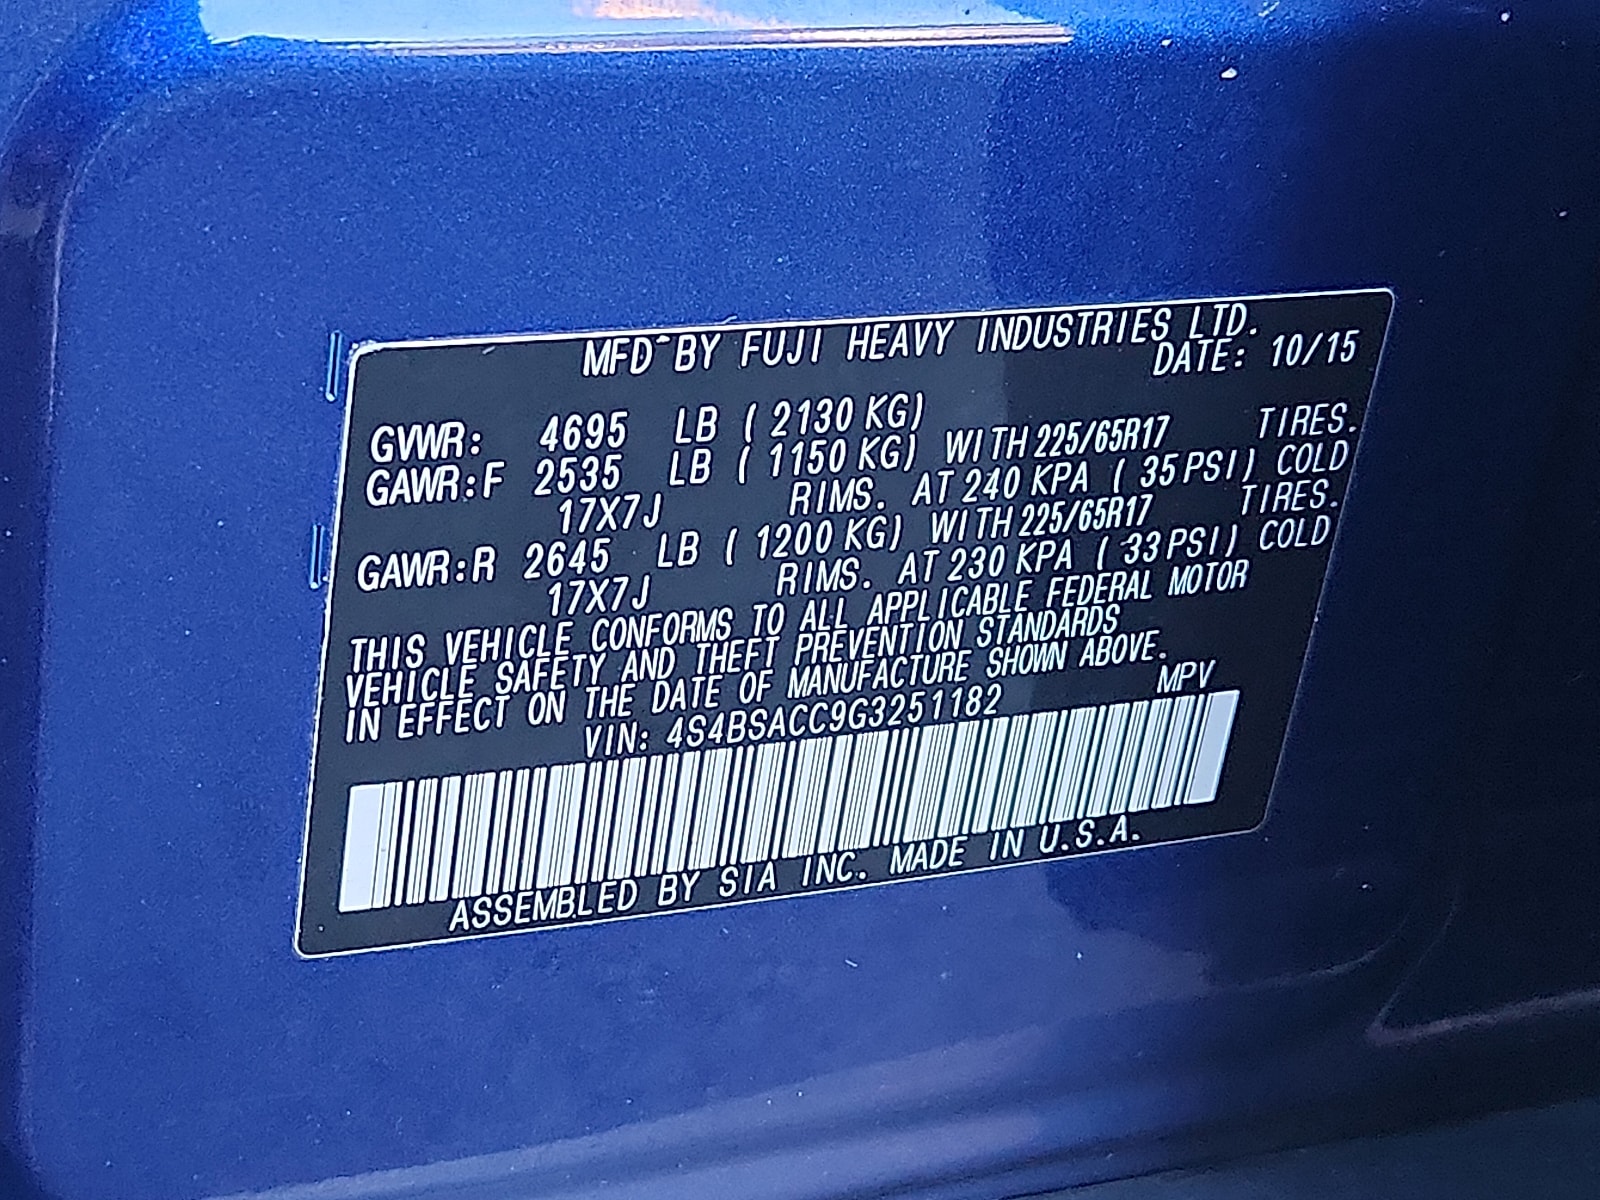 MFD BY FUJI HEAVY INDUSTRIES LTD.
DATE: 10/15
GVWR: 4695 LB ( 2130 KG)
GAWR:F 2535 LB ( 1150 KG) WITH 225/65R17 TIRES.
17X7J RIMS. AT 240 KPA ( 35 PSI) COLD
GAWR:R 2645 LB ( 1200 KG) WITH 225/65R17 TIRES.
17X7J RIMS. AT 230 KPA ( 33 PSI) COLD
THIS VEHICLE CONFORMS TO ALL APPLICABLE FEDERAL MOTOR
VEHICLE SAFETY AND THEFT PREVENTION STANDARDS
IN EFFECT ON THE DATE OF MANUFACTURE SHOWN ABOVE.
VIN: 4S4BSACC9G3251182 MPV
ASSEMBLED BY SIA INC. MADE IN U.S.A.